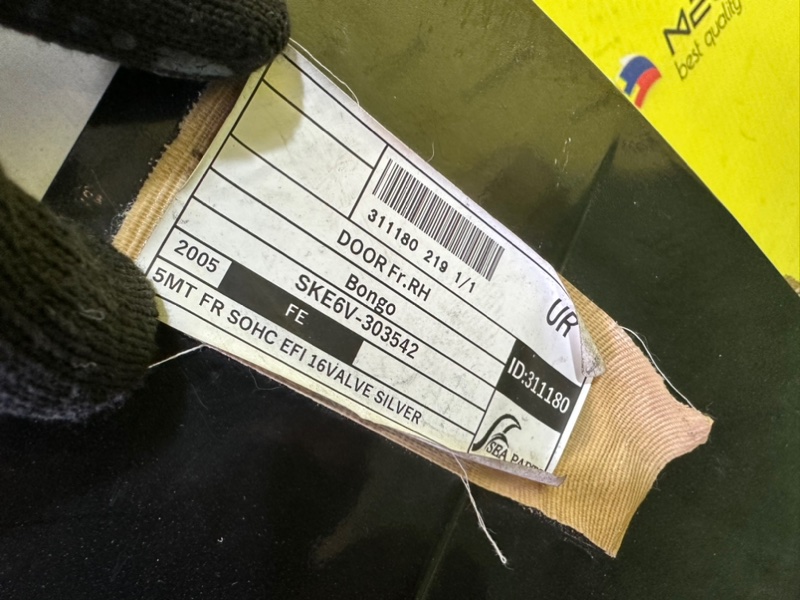 311180 219 1/1
DOOR Fr.RH
Bongo
SKE6V-303542
2005
FE
5MT FR SOHC EFI 16VALVE SILVER
UR
ID:311180
SEA
best quality